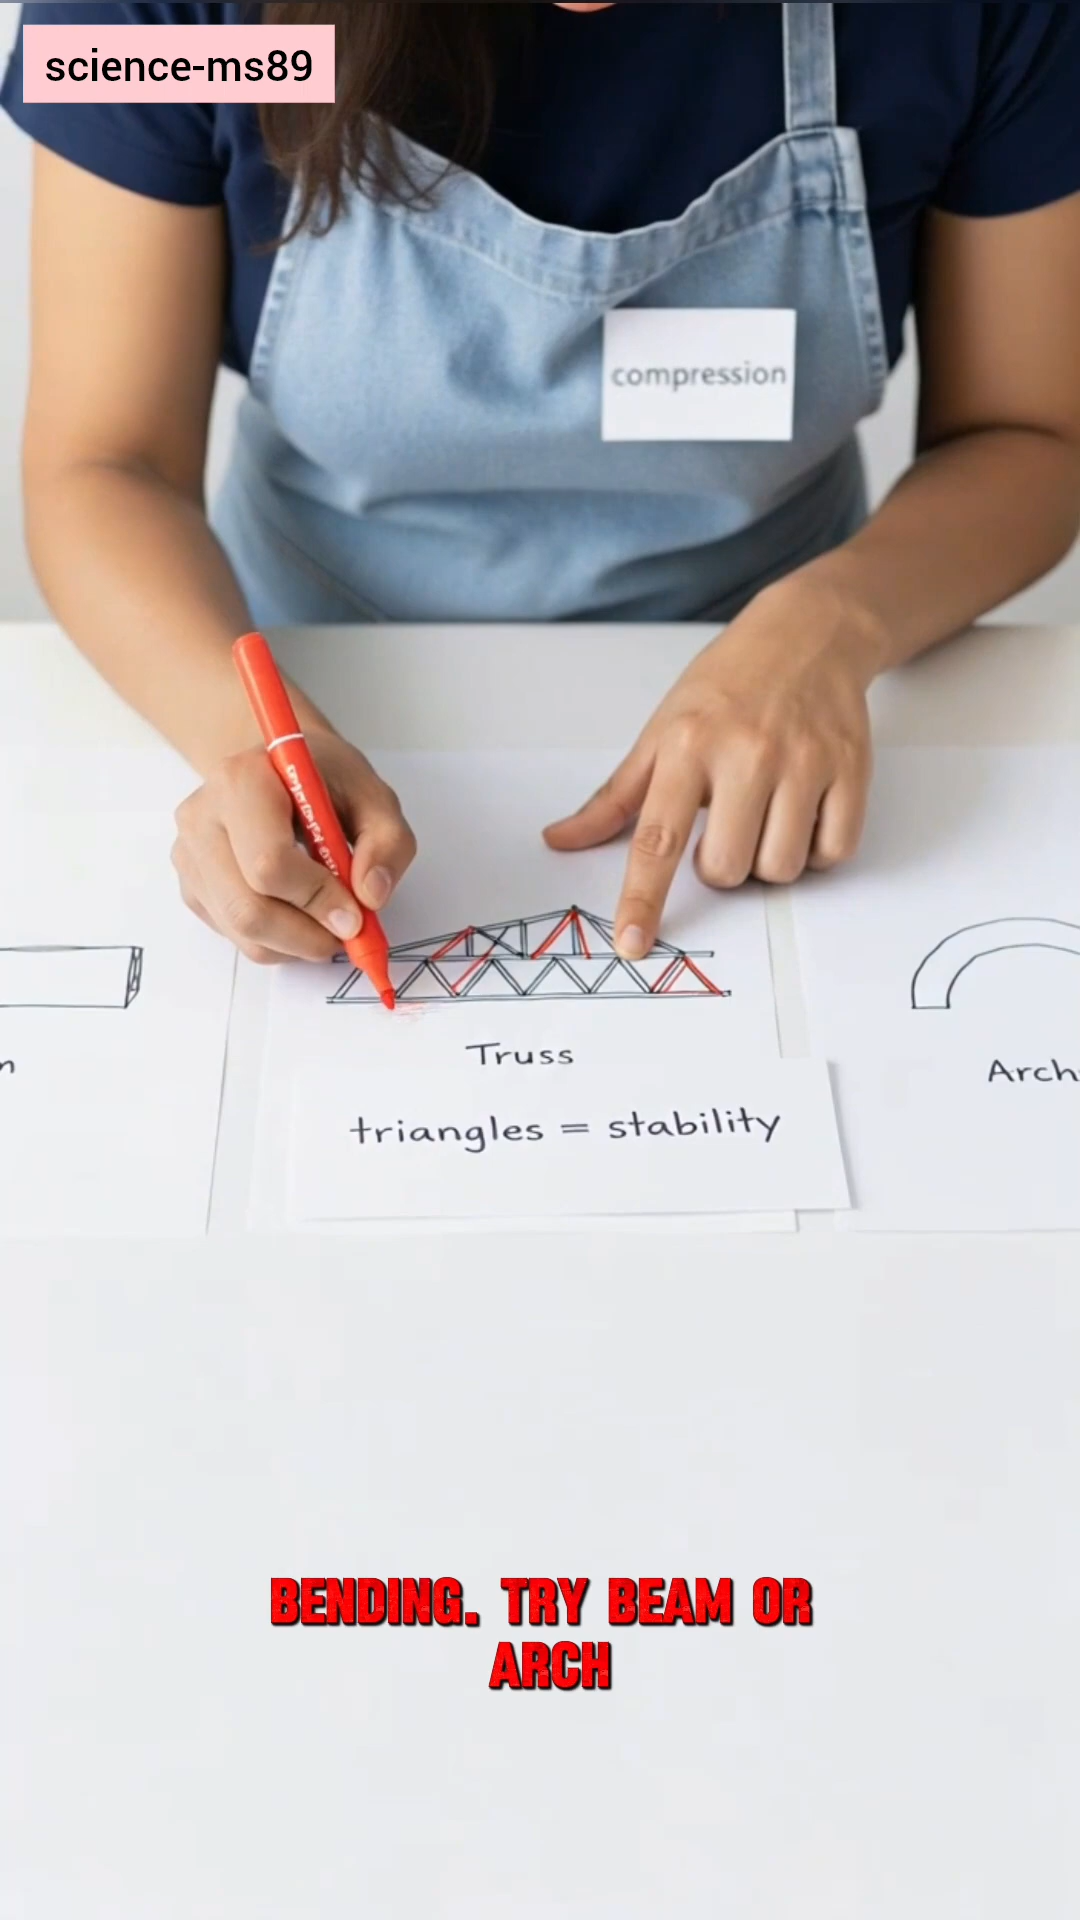 science-ms89
compression
Truss
Arch
triangles = stability
BENDING. TRY BEAM OR
ARCH